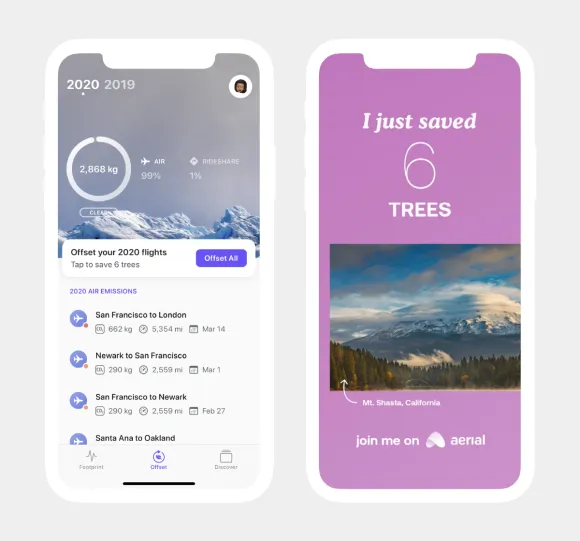 2020 2019
2,868 kg
AIR
RIDESHARE
99%
1%
CLEAR
Offset your 2020 flights
Tap to save 6 trees
Offset All
2020 AIR EMISSIONS
San Francisco to London
662 kg 5,354 mi Mar 14
Newark to San Francisco
290 kg 2,559 mi Mar 1
San Francisco to Newark
290 kg 2,559 mi Feb 27
Santa Ana to Oakland
Footprint Offset Discover
I just saved
6
TREES
Mt. Shasta, California
join me on aerial